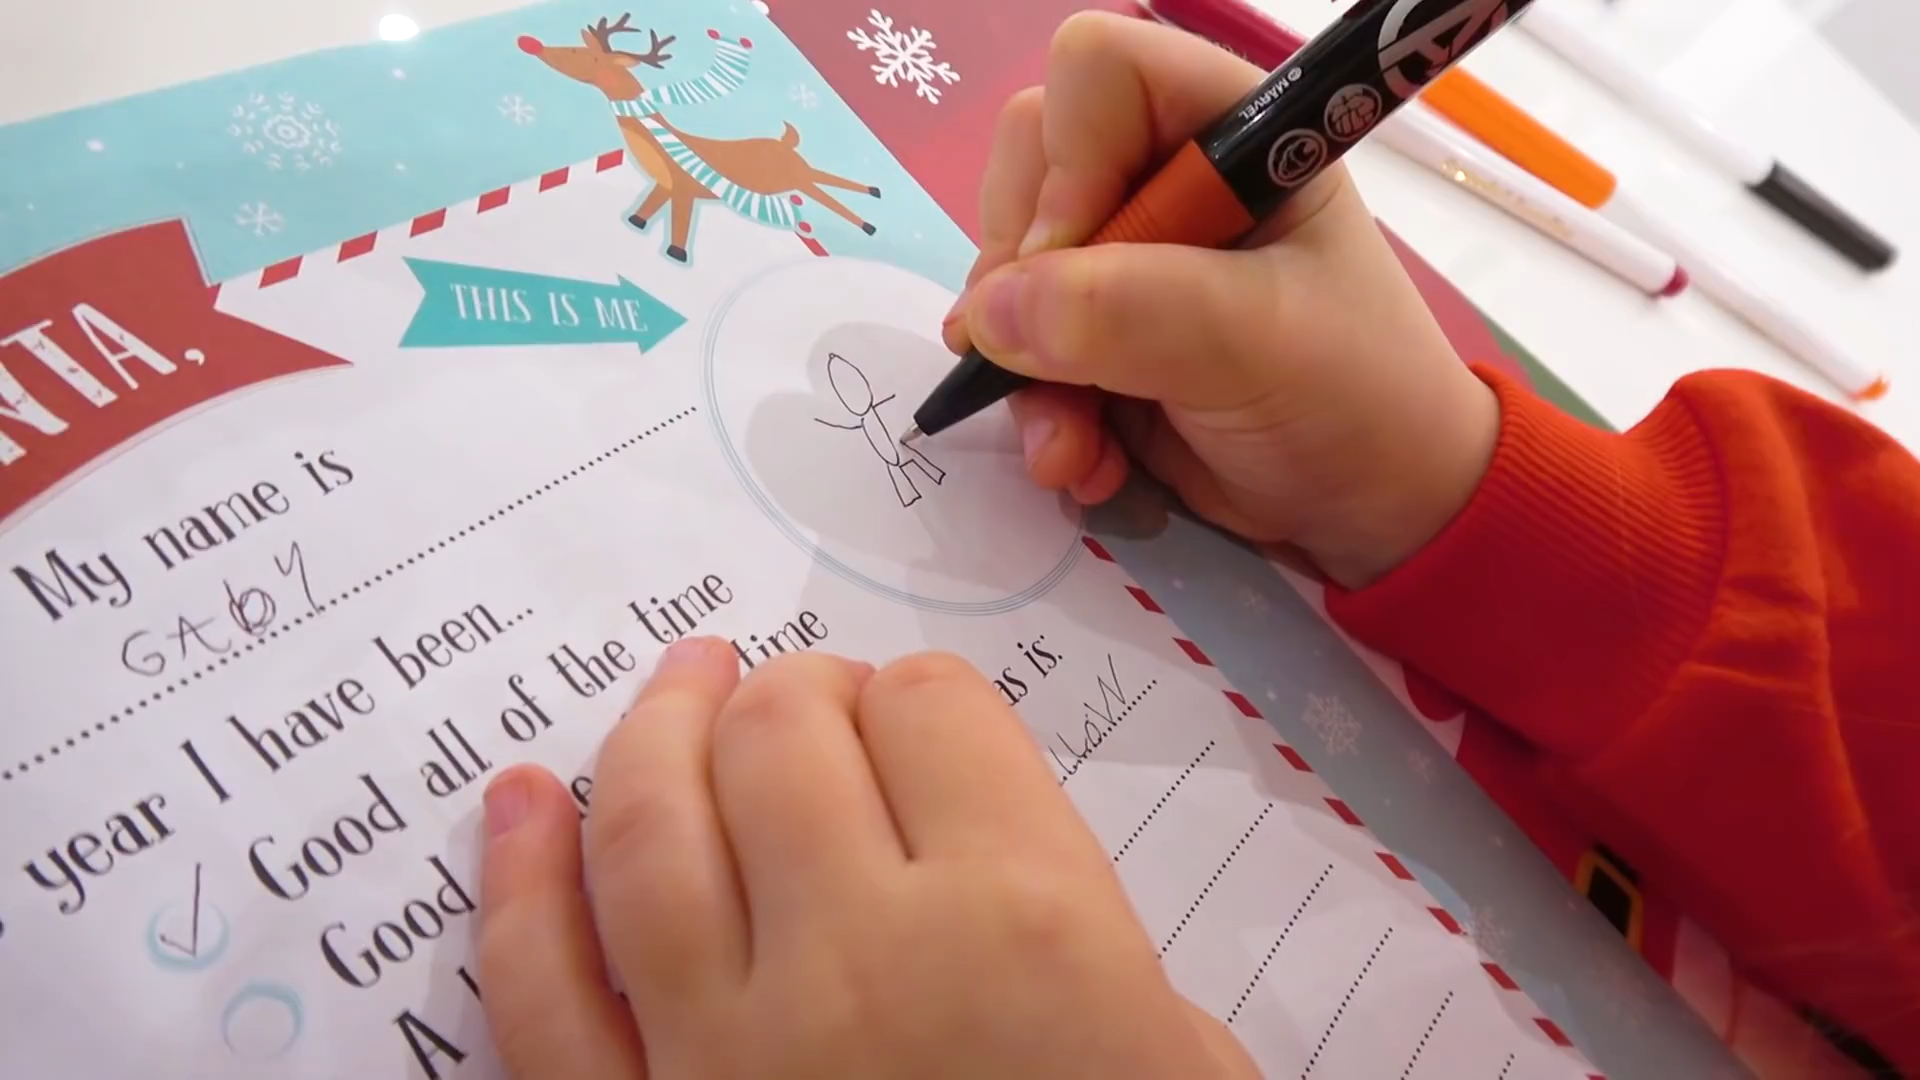 NTA,
THIS IS ME
My name is
GAbY
year I have been...
Good all of the time
time
Good
A
as is:
MARVEL